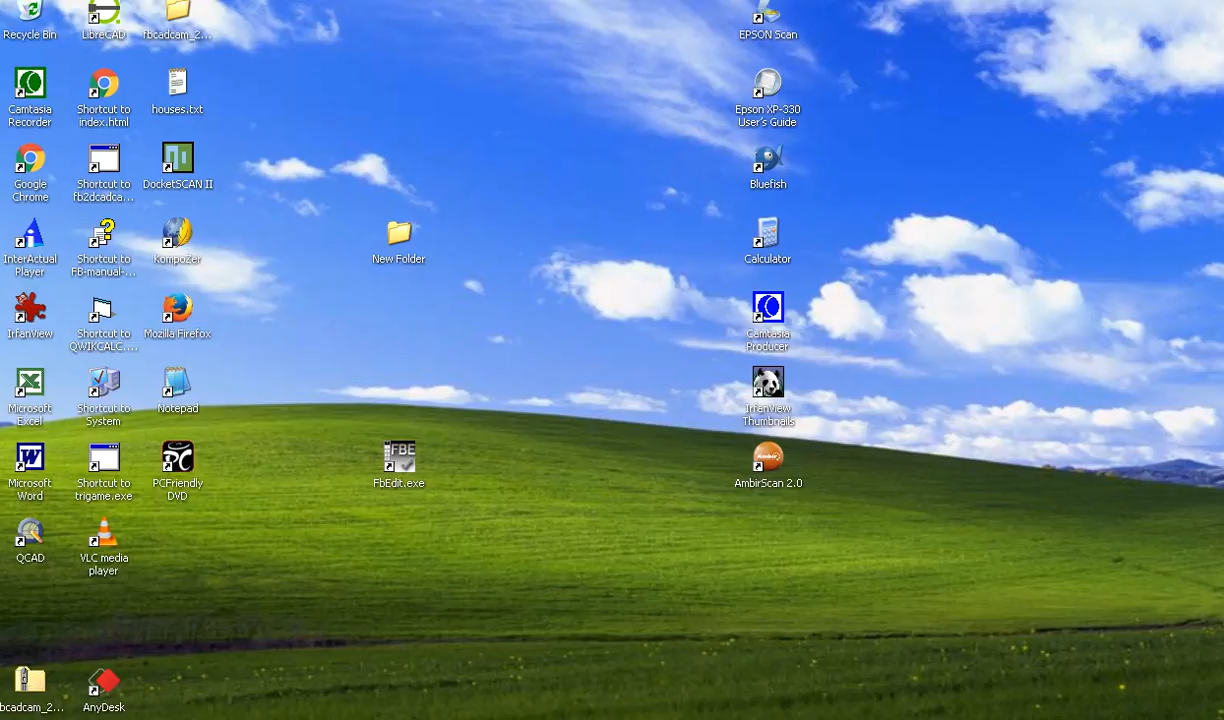 Recycle Bin
LibreCAD
fbcadcam_2...
EPSON Scan
Camtasia
Recorder
Shortcut to
index.html
houses.txt
Epson XP-330
User's Guide
Google
Chrome
Shortcut to
fb2dcadca...
DocketSCAN II
Bluefish
InterActual
Player
Shortcut to
FB-manual-...
KompoZer
New Folder
Calculator
IrfanView
Shortcut to
QWIKCALC....
Mozilla Firefox
Camtasia
Producer
Microsoft
Excel
Shortcut to
System
Notepad
IrfanView
Thumbnails
Microsoft
Word
Shortcut to
trigame.exe
PCFriendly
DVD
FBE
FbEdit.exe
Ambir
AmbirScan 2.0
QCAD
VLC media
player
bcadcam_2...
AnyDesk